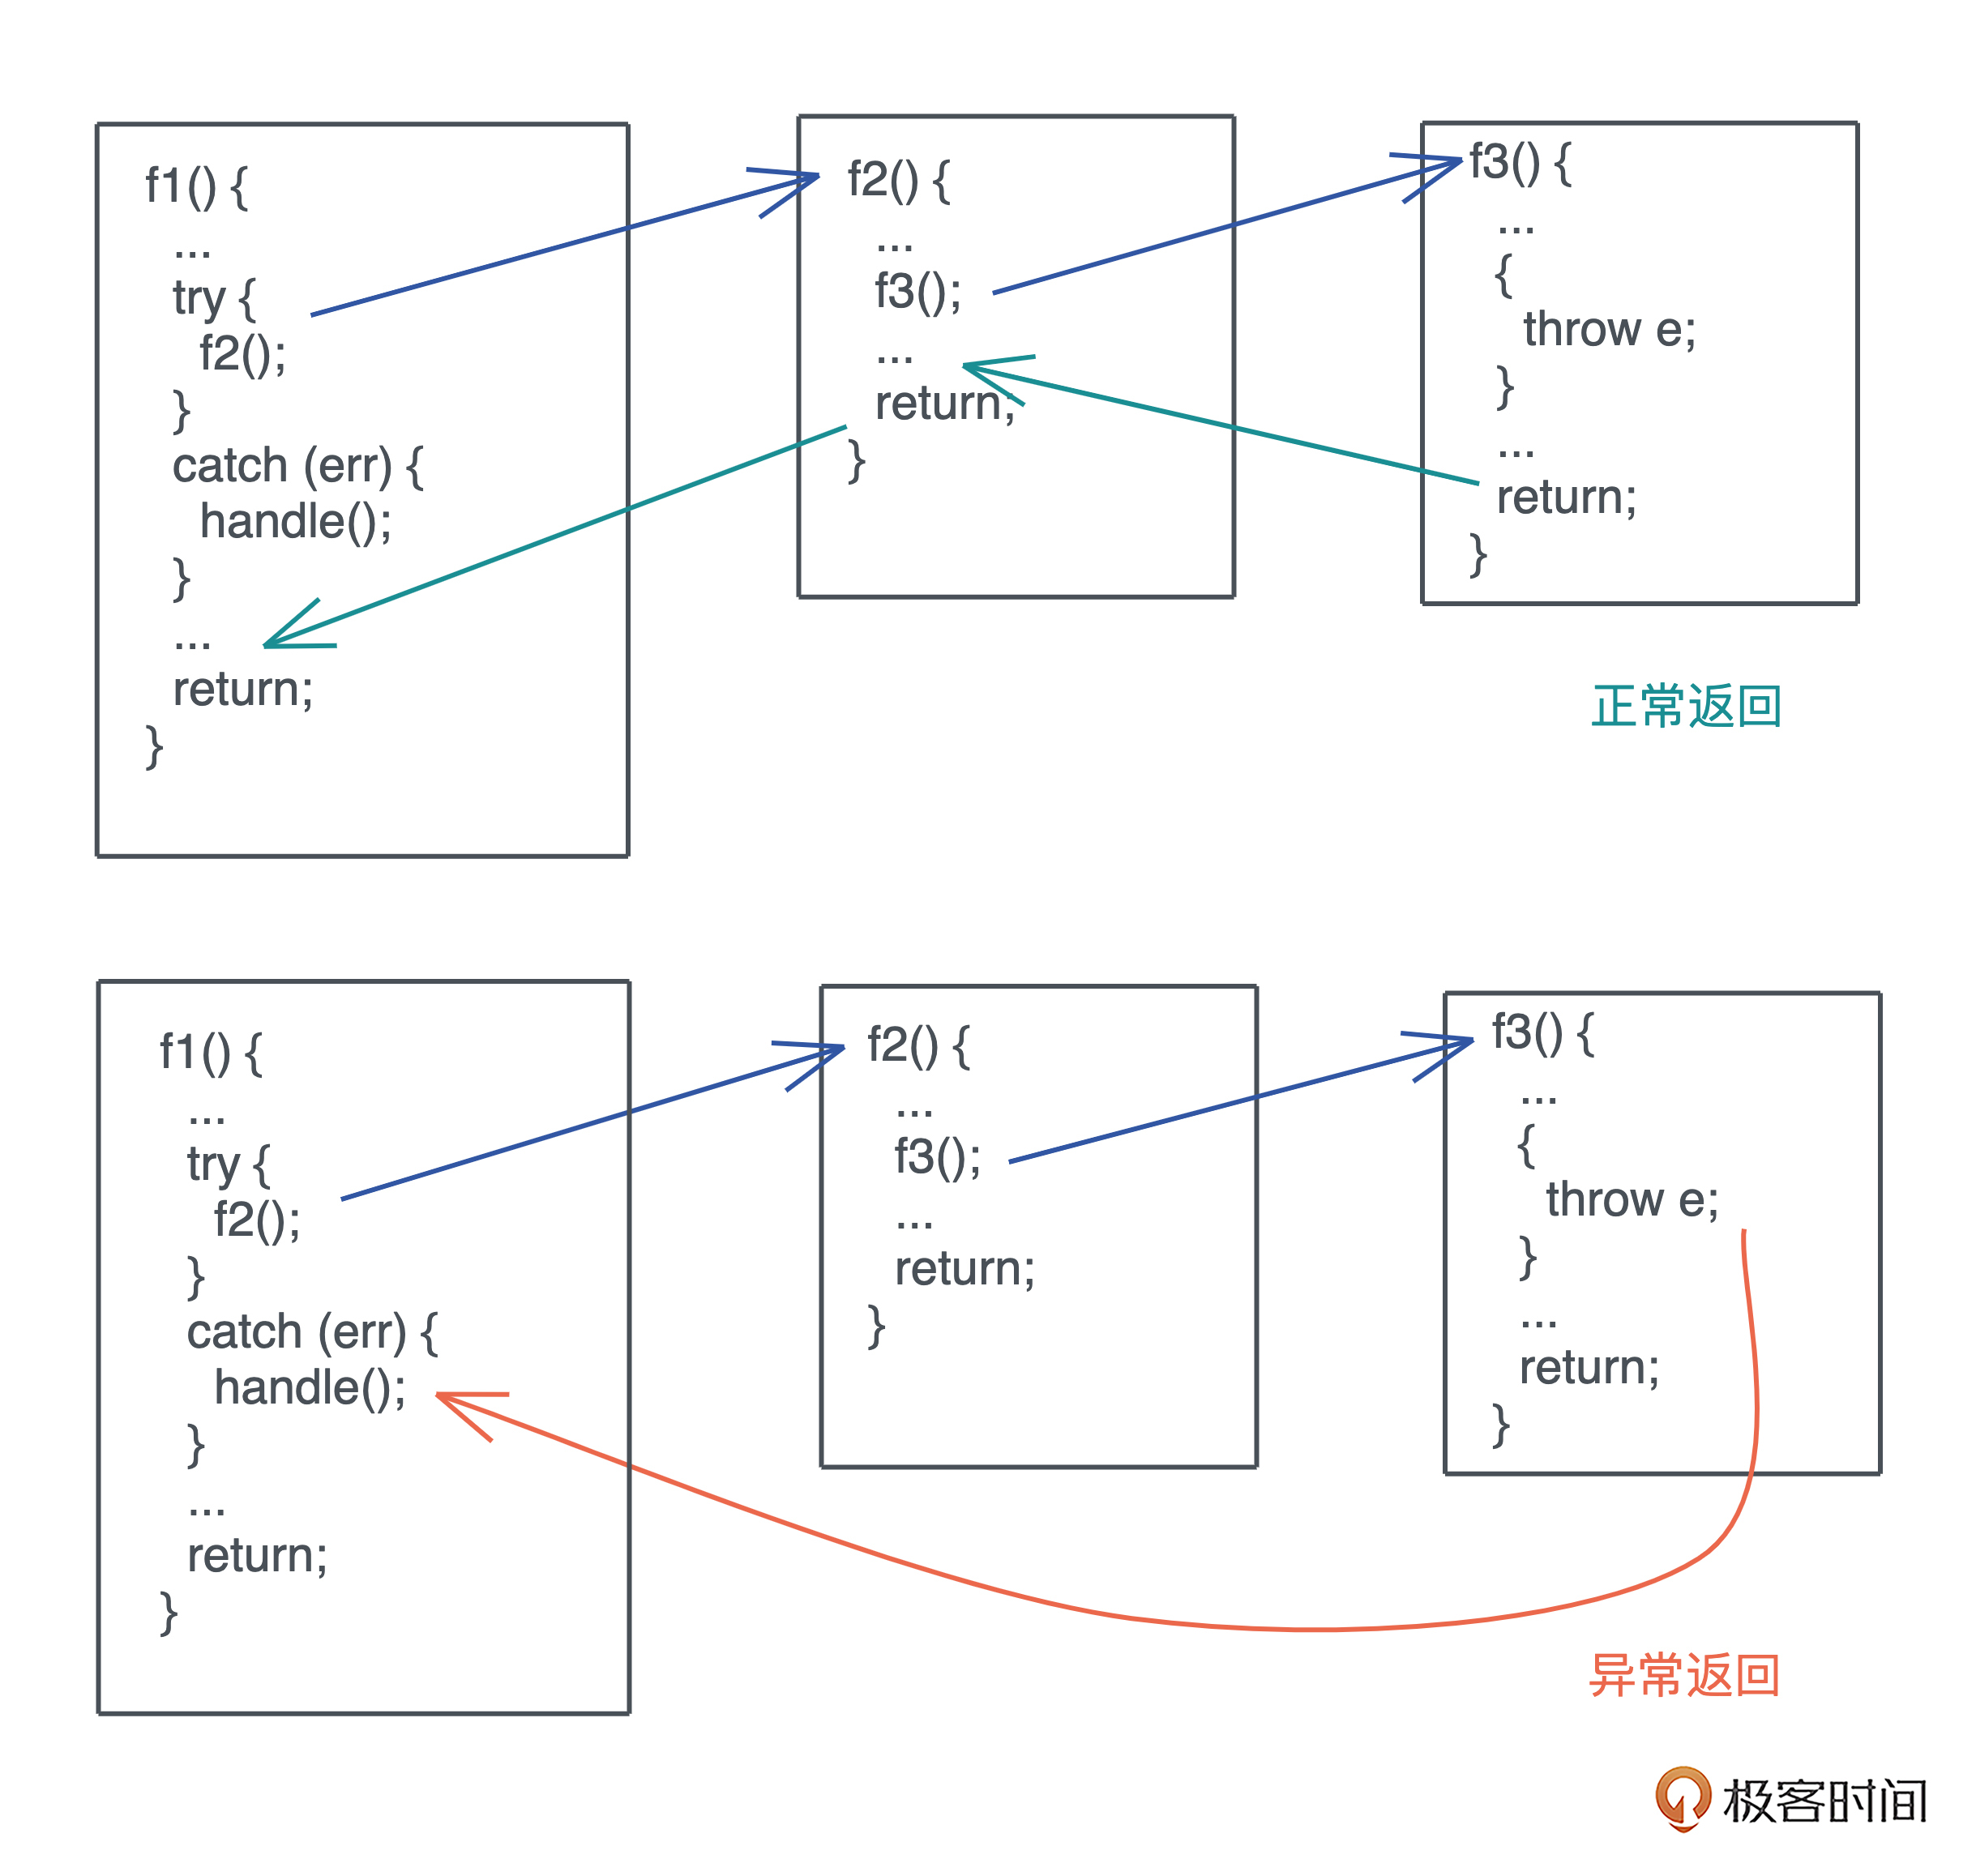 f1() {
...
try {
f2();
}
catch (err) {
handle();
}
...
return;
}
f2() {
...
f3();
...
return;
}
f3() {
...
{
throw e;
}
...
return;
}
正常返回
f1() {
...
try {
f2();
}
catch (err) {
handle();
}
...
return;
}
f2() {
...
f3();
...
return;
}
f3() {
...
{
throw e;
}
...
return;
}
异常返回
极客时间